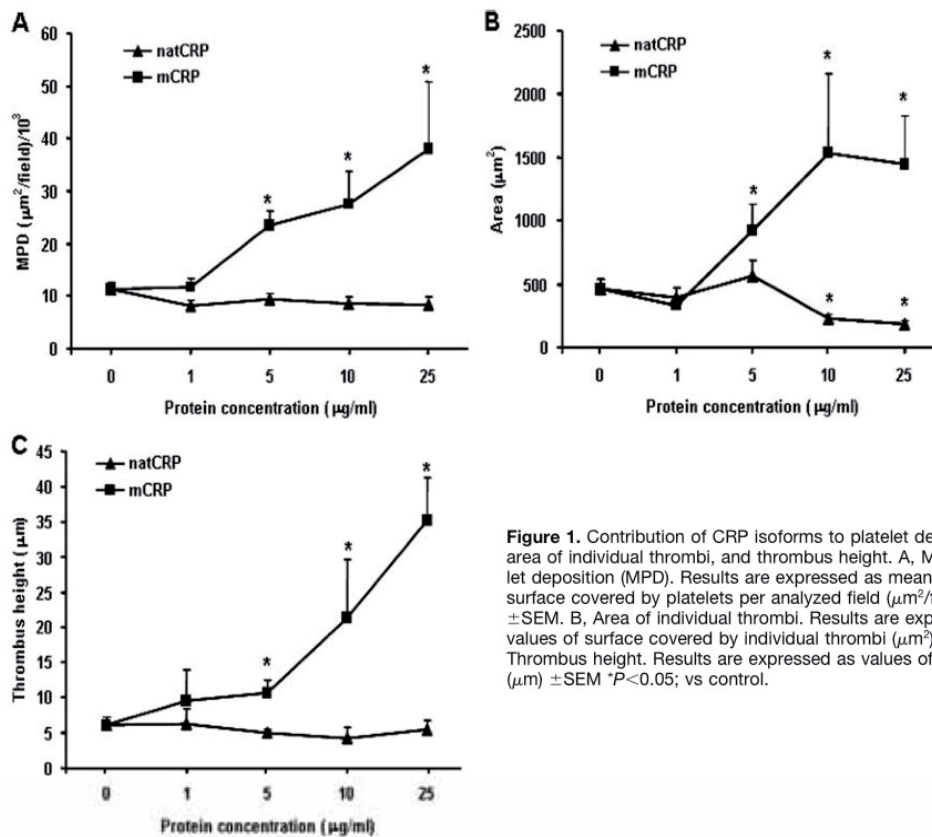 A
60
50
40
30
20
10
0
MPD (µm²/field)/10³
natCRP
mCRP
*
*
*
0 1 5 10 25
Protein concentration (µg/ml)
B
2500
2000
1500
1000
500
0
Area (µm²)
natCRP
mCRP
*
*
*
*
*
0 1 5 10 25
Protein concentration (µg/ml)
C
45
40
35
30
25
20
15
10
5
0
Thrombus height (µm)
natCRP
mCRP
*
*
*
0 1 5 10 25
Protein concentration (µg/ml)
Figure 1. Contribution of CRP isoforms to platelet de
area of individual thrombi, and thrombus height. A, M
let deposition (MPD). Results are expressed as mean
surface covered by platelets per analyzed field (µm²/
±SEM. B, Area of individual thrombi. Results are exp
values of surface covered by individual thrombi (µm²)
Thrombus height. Results are expressed as values of
(µm) ±SEM *P<0.05; vs control.